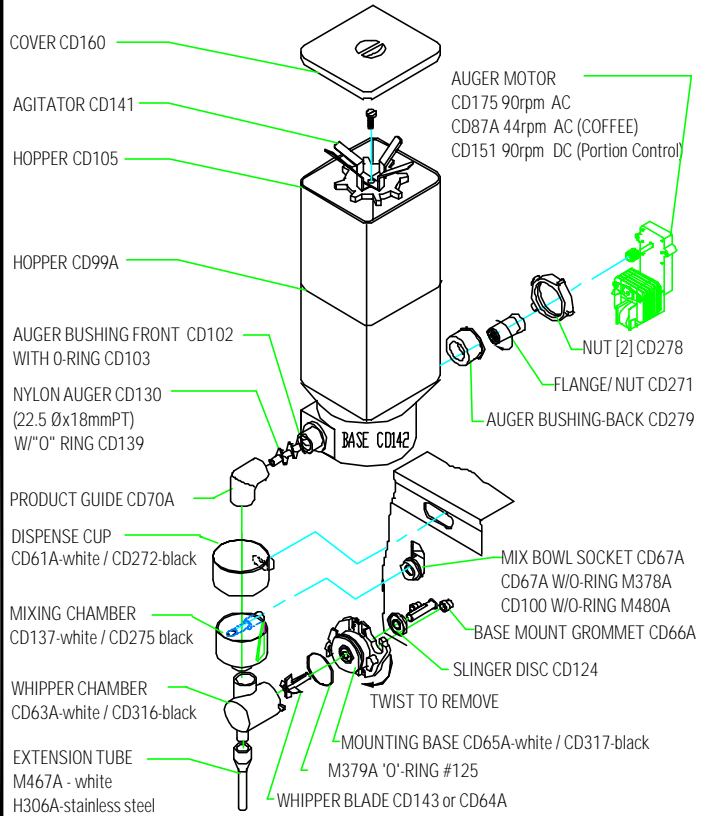 COVER CD160
AGITATOR CD141
HOPPER CD105
HOPPER CD99A
AUGER BUSHING FRONT CD102
WITH 0-RING CD103
NYLON AUGER CD130
(22.5 Øx18mmPT)
W/"O" RING CD139
PRODUCT GUIDE CD70A
DISPENSE CUP
CD61A-white / CD272-black
MIXING CHAMBER
CD137-white / CD275 black
WHIPPER CHAMBER
CD63A-white / CD316-black
EXTENSION TUBE
M467A - white
H306A-stainless steel
AUGER MOTOR
CD175 90rpm AC
CD87A 44rpm AC (COFFEE)
CD151 90rpm DC (Portion Control)
NUT [2] CD278
FLANGE/ NUT CD271
AUGER BUSHING-BACK CD279
BASE CD142
MIX BOWL SOCKET CD67A
CD67A W/0-RING M378A
CD100 W/0-RING M480A
BASE MOUNT GROMMET CD66A
SLINGER DISC CD124
TWIST TO REMOVE
MOUNTING BASE CD65A-white / CD317-black
M379A 'O'-RING #125
WHIPPER BLADE CD143 or CD64A